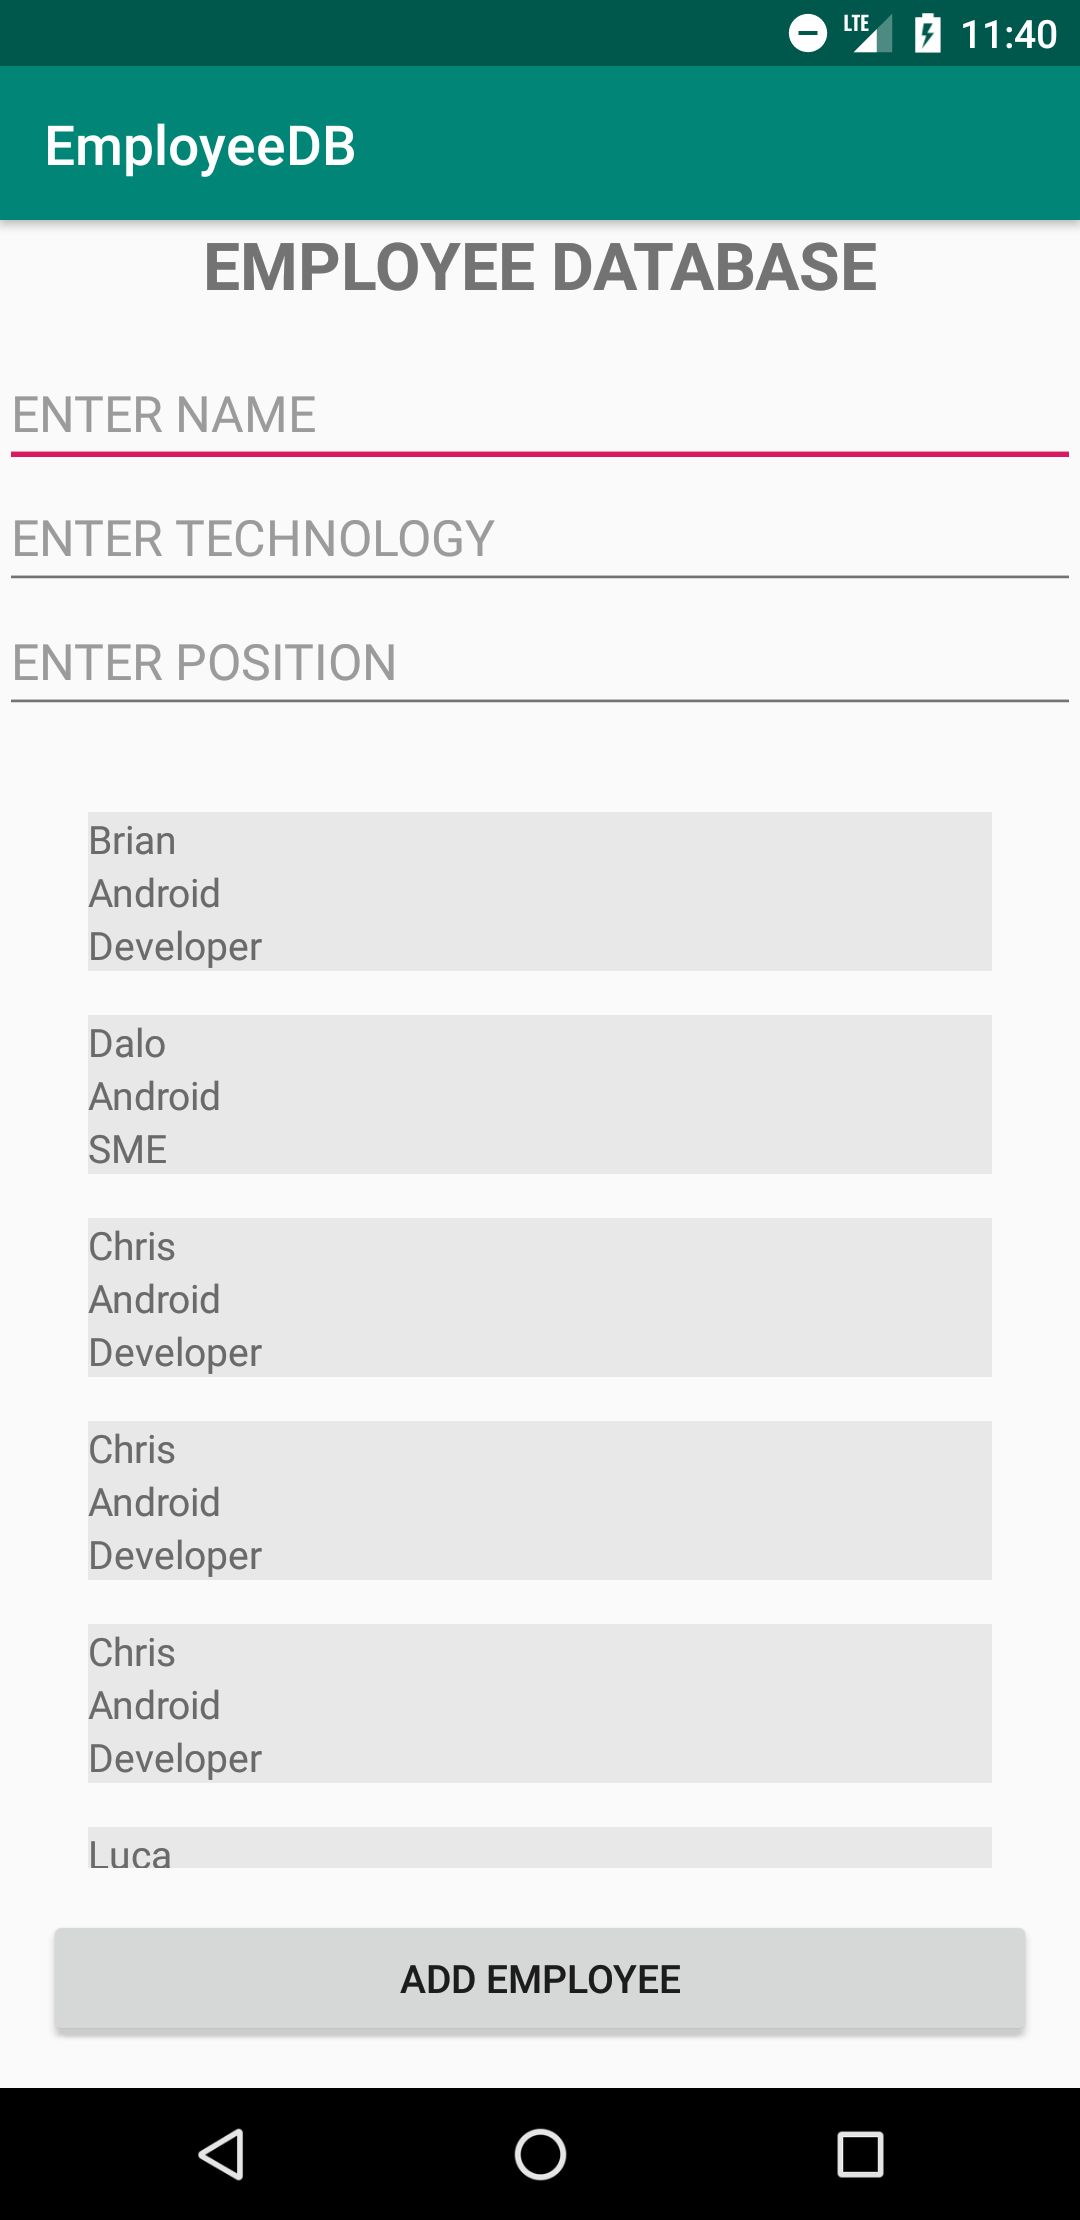 LTE 11:40
EmployeeDB
EMPLOYEE DATABASE
ENTER NAME
ENTER TECHNOLOGY
ENTER POSITION
Brian
Android
Developer
Dalo
Android
SME
Chris
Android
Developer
Chris
Android
Developer
Chris
Android
Developer
Luca
ADD EMPLOYEE